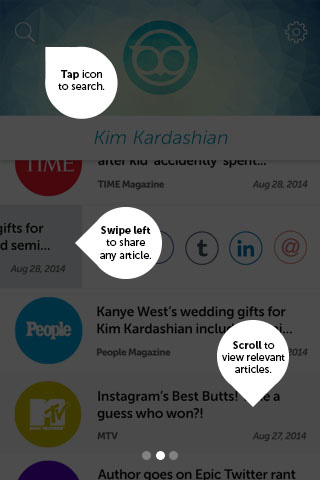 Tap icon
to search.
Kim Kardashian
TIME
after kid 'accidently' spent...
TIME Magazine Aug 28, 2014
gifts for
d semi...
Aug 28, 2014
Swipe left
to share
any article.
t in @
Kanye West's wedding gifts for
Kim Kardashian inclu i...
People
People Magazine
Scroll to
view relevant
articles.
Instagram's Best Butts! e a
guess who won?!
MTV
MUSIC TELEVISION
MTV Aug 27, 2014
Author goes on Epic Twitter rant